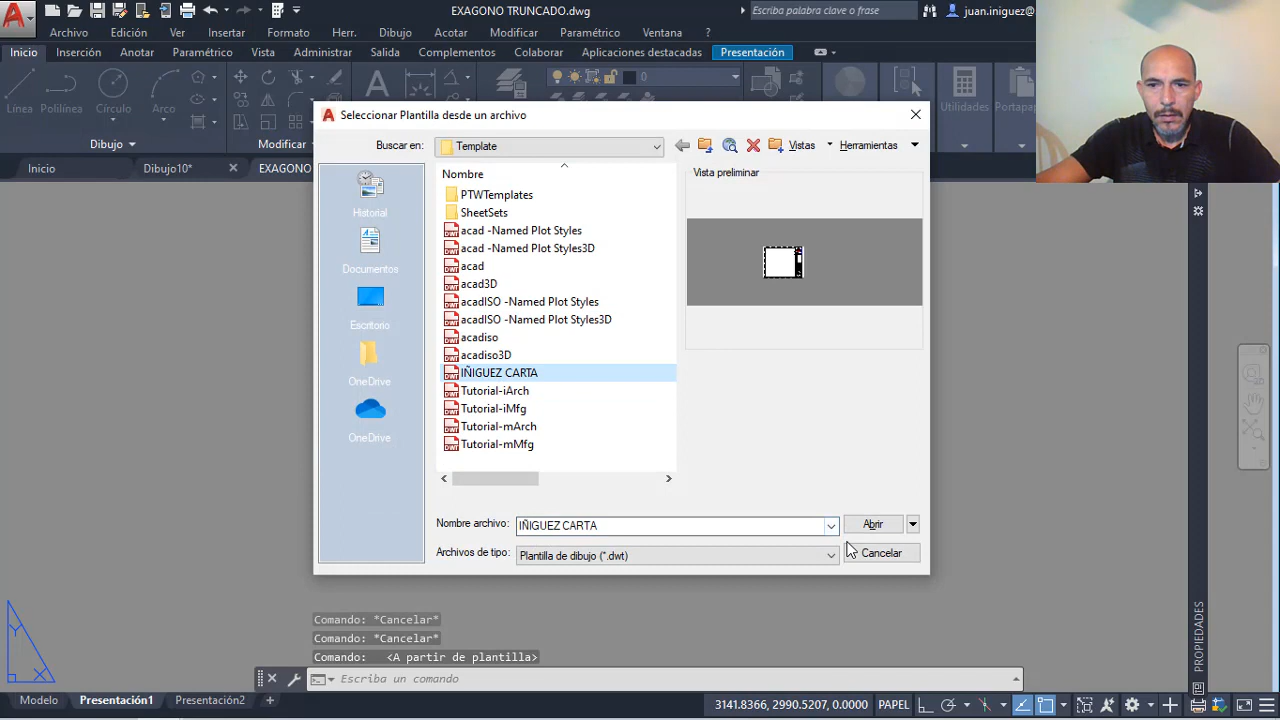 EXAGONO TRUNCADO.dwg
Escriba palabra clave o frase
juan.iniguez@
Archivo Edición Ver Insertar Formato Herr. Dibujo Acotar Modificar Paramétrico Ventana ?
Inicio Inserción Anotar Paramétrico Vista Administrar Salida Complementos Colaborar Aplicaciones destacadas Presentación
0
Línea Polilínea Círculo Arco
Utilidades Portapap
Dibujo Modificar
Inicio Dibujo10* EXAGONO
Seleccionar Plantilla desde un archivo
Buscar en: Template
Vistas Herramientas
Historial
Documentos
Escritorio
OneDrive
OneDrive
Nombre
PTWTemplates
SheetSets
acad -Named Plot Styles
acad -Named Plot Styles3D
acad
acad3D
acadISO -Named Plot Styles
acadISO -Named Plot Styles3D
acadiso
acadiso3D
IÑIGUEZ CARTA
Tutorial-iArch
Tutorial-iMfg
Tutorial-mArch
Tutorial-mMfg
Vista preliminar
Nombre archivo: IÑIGUEZ CARTA Abrir
Archivos de tipo: Plantilla de dibujo (*.dwt) Cancelar
Comando: *Cancelar*
Comando: *Cancelar*
Comando: <A partir de plantilla>
Escriba un comando
PROPIEDADES
Y
X
Modelo Presentación1 Presentación2 +
3141.8366, 2990.5207, 0.0000 PAPEL